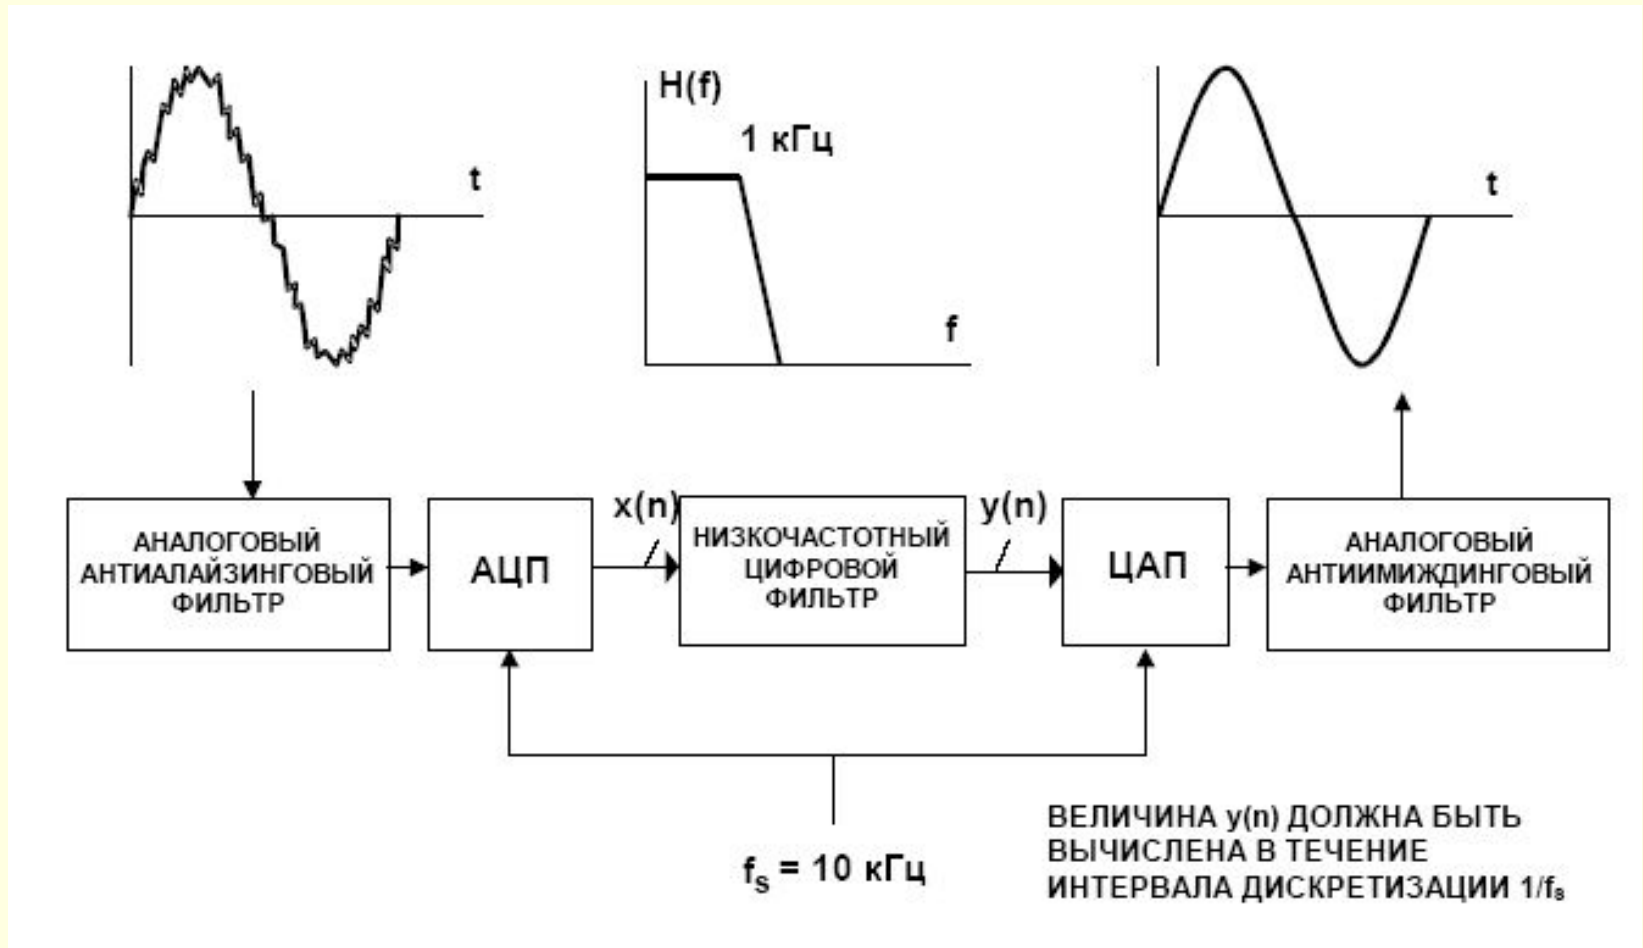 H(f)
1 кГц
t
f
t
АНАЛОГОВЫЙ
АНТИАЛАЙЗИНГОВЫЙ
ФИЛЬТР
АЦП
x(n)
НИЗКОЧАСТОТНЫЙ
ЦИФРОВОЙ
ФИЛЬТР
y(n)
ЦАП
АНАЛОГОВЫЙ
АНТИИМИЖДИНГОВЫЙ
ФИЛЬТР
fs = 10 кГц
ВЕЛИЧИНА y(n) ДОЛЖНА БЫТЬ
ВЫЧИСЛЕНА В ТЕЧЕНИЕ
ИНТЕРВАЛА ДИСКРЕТИЗАЦИИ 1/fs